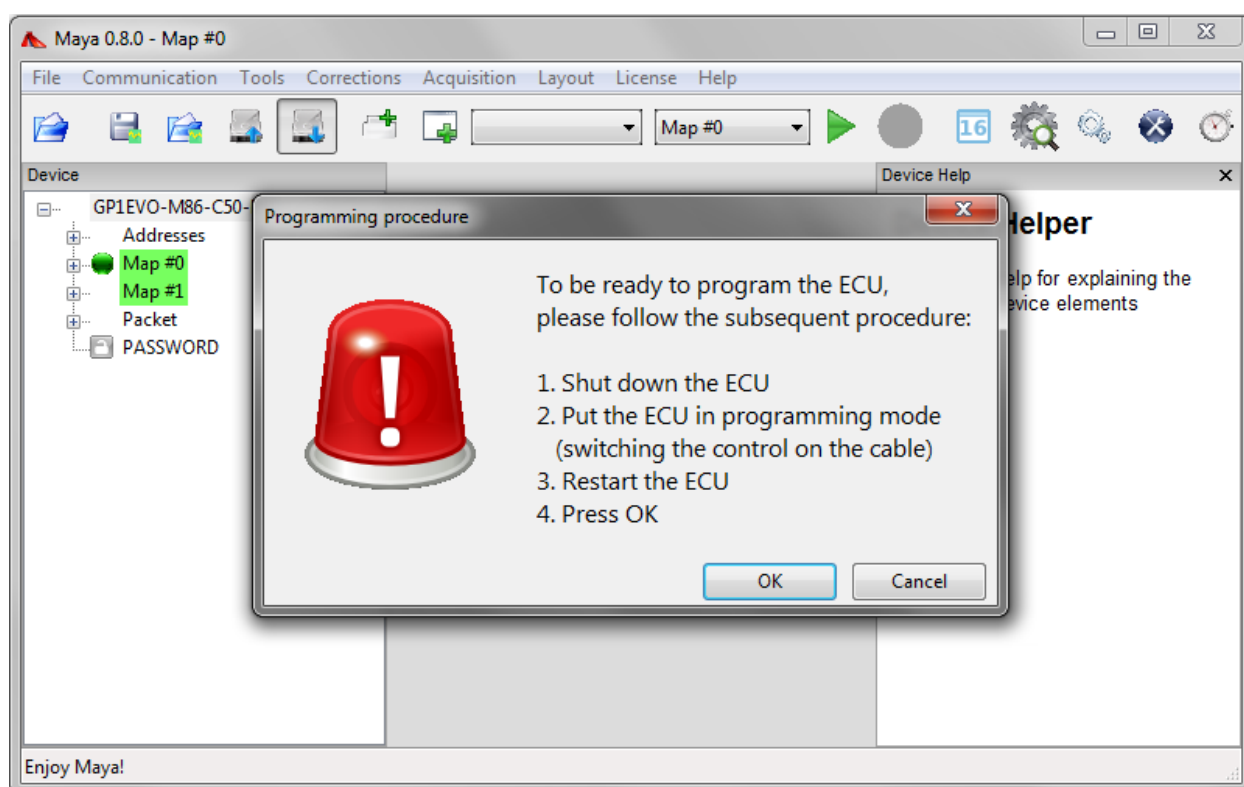 Maya 0.8.0 - Map #0
File Communication Tools Corrections Acquisition Layout License Help
Map #0
16
Device
Device Help
GP1EVO-M86-C50-
Addresses
Map #0
Map #1
Packet
PASSWORD
Programming procedure
To be ready to program the ECU,
please follow the subsequent procedure:
1. Shut down the ECU
2. Put the ECU in programming mode
(switching the control on the cable)
3. Restart the ECU
4. Press OK
OK
Cancel
Helper
explaining the
elements
Enjoy Maya!